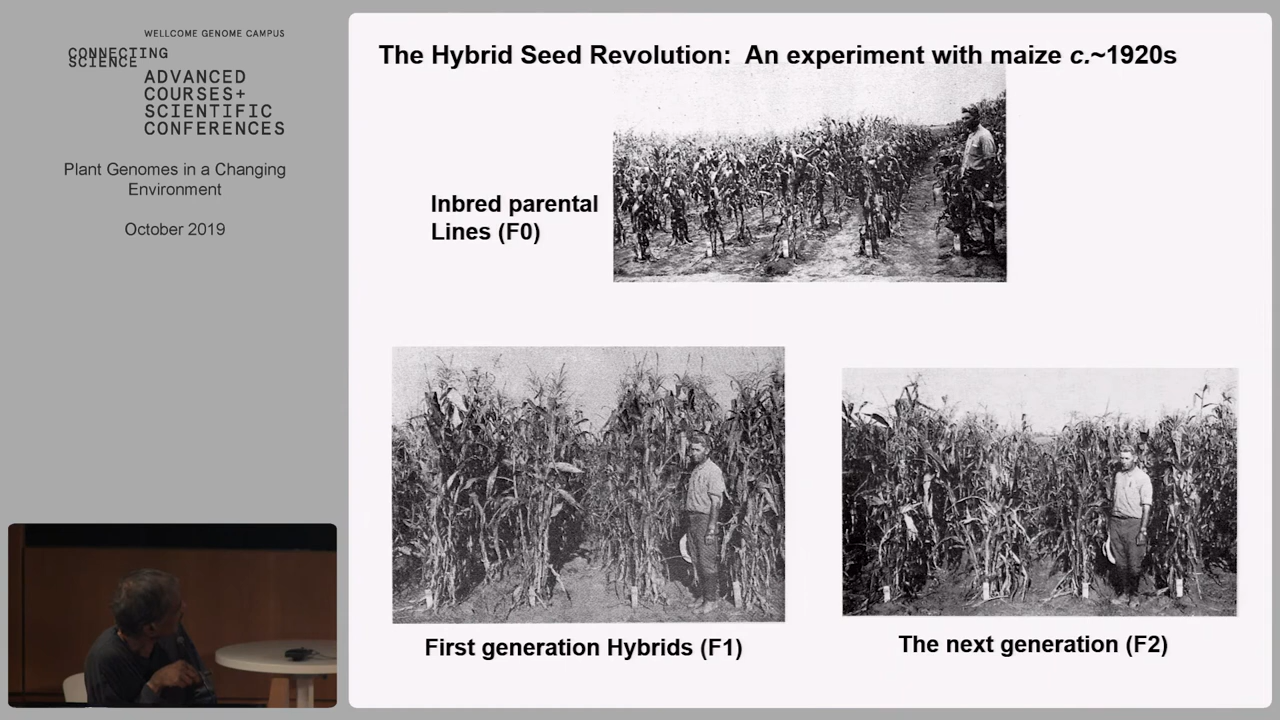 WELLCOME GENOME CAMPUS
CONNECTING
SCIENCE
ADVANCED
COURSES+
SCIENTIFIC
CONFERENCES
Plant Genomes in a Changing
Environment
October 2019
The Hybrid Seed Revolution: An experiment with maize c.~1920s
Inbred parental
Lines (F0)
First generation Hybrids (F1)
The next generation (F2)